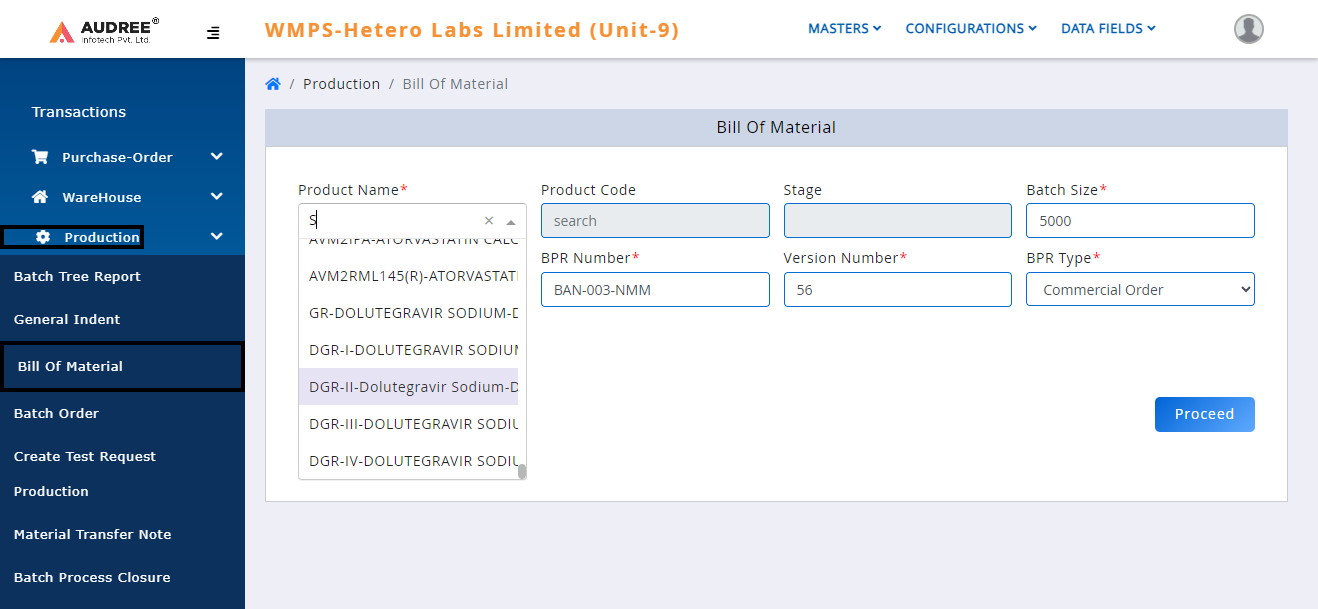 AUDREE®
Infotech Pvt. Ltd.
WMPS-Hetero Labs Limited (Unit-9)
MASTERS
CONFIGURATIONS
DATA FIELDS
Transactions
Purchase-Order
WareHouse
Production
Batch Tree Report
General Indent
Bill Of Material
Batch Order
Create Test Request
Production
Material Transfer Note
Batch Process Closure
/ Production / Bill Of Material
Bill Of Material
Product Name*
S
×
AVM2IPA-ATORVASTATIN CALC
AVM2RML145(R)-ATORVASTATI
GR-DOLUTEGRAVIR SODIUM-D
DGR-I-DOLUTEGRAVIR SODIUM
DGR-II-Dolutegravir Sodium-D
DGR-III-DOLUTEGRAVIR SODIU
DGR-IV-DOLUTEGRAVIR SODIU
Product Code
search
Stage
Batch Size*
5000
BPR Number*
BAN-003-NMM
Version Number*
56
BPR Type*
Commercial Order
Proceed